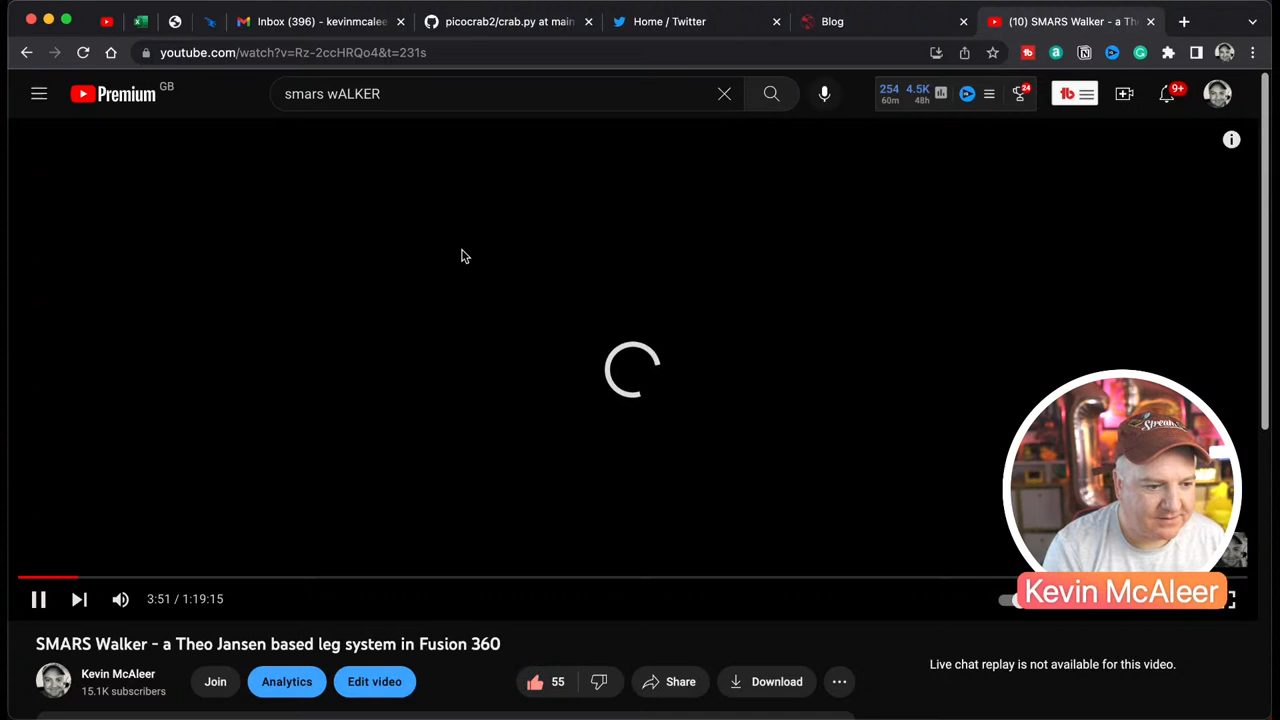 Inbox (396) - kevinmcalee
picocrab2/crab.py at main
Home / Twitter
Blog
(10) SMARS Walker - a Th
youtube.com/watch?v=Rz-2ccHRQo4&t=231s
Premium GB
smars wALKER
254 60m
4.5K 48h
24
9+
3:51 / 1:19:15
Kevin McAleer
SMARS Walker - a Theo Jansen based leg system in Fusion 360
Kevin McAleer
15.1K subscribers
Join
Analytics
Edit video
55
Share
Download
Live chat replay is not available for this video.